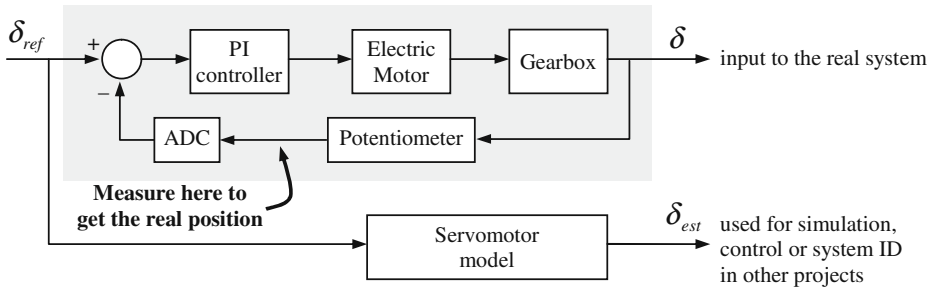 δref
+
−
PI
controller
Electric
Motor
Gearbox
δ
input to the real system
ADC
Potentiometer
Measure here to
get the real position
Servomotor
model
δest
used for simulation,
control or system ID
in other projects